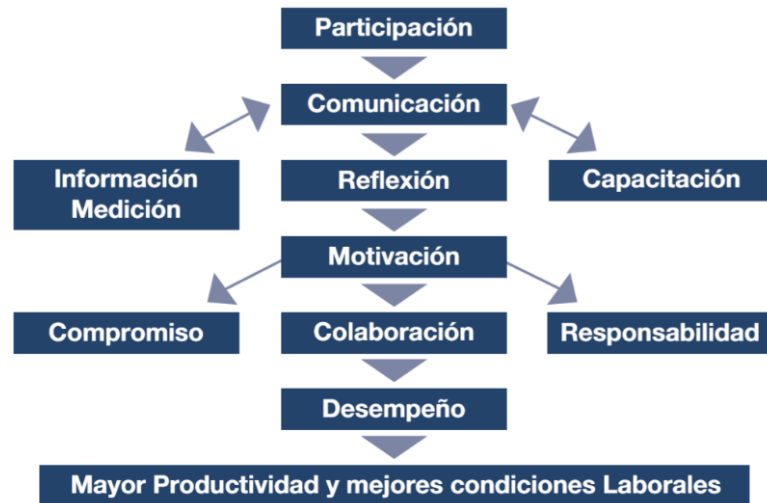 Participación
Comunicación
Información
Medición
Reflexión
Capacitación
Motivación
Compromiso
Colaboración
Responsabilidad
Desempeño
Mayor Productividad y mejores condiciones Laborales